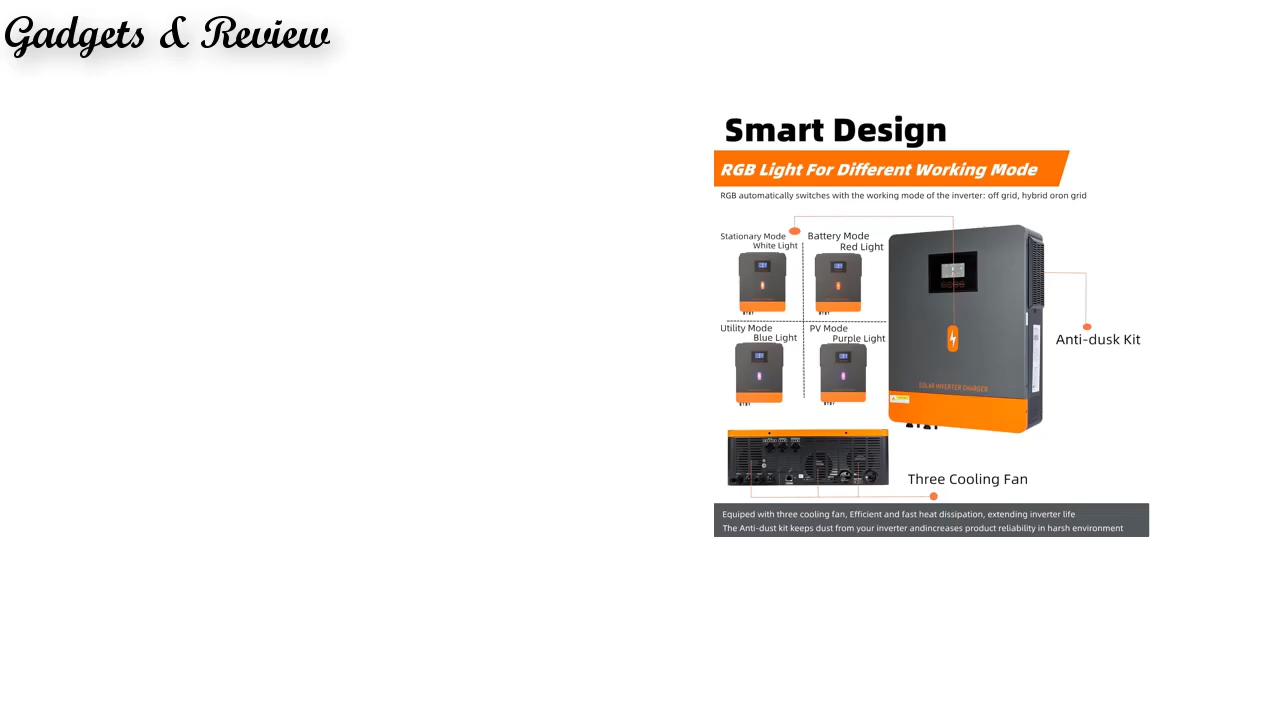 Gadgets & Review
Smart Design
RGB Light For Different Working Mode
RGB automatically switches with the working mode of the inverter: off grid, hybrid oron grid
Stationary Mode
White Light
Battery Mode
Red Light
Utility Mode
Blue Light
PV Mode
Purple Light
SOLAR INVERTER CHARGER
Anti-dusk Kit
Three Cooling Fan
Equiped with three cooling fan, Efficient and fast heat dissipation, extending inverter life
The Anti-dust kit keeps dust from your inverter andincreases product reliability in harsh environment